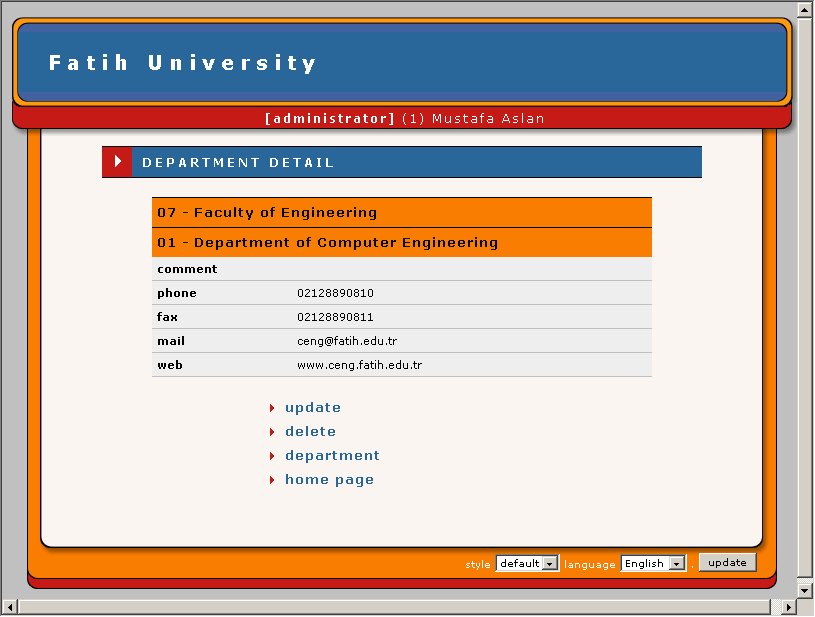 Fatih University
[administrator] (1) Mustafa Aslan
DEPARTMENT DETAIL
07 - Faculty of Engineering
01 - Department of Computer Engineering
comment
phone 02128890810
fax 02128890811
mail ceng@fatih.edu.tr
web www.ceng.fatih.edu.tr
update
delete
department
home page
style default language English . update